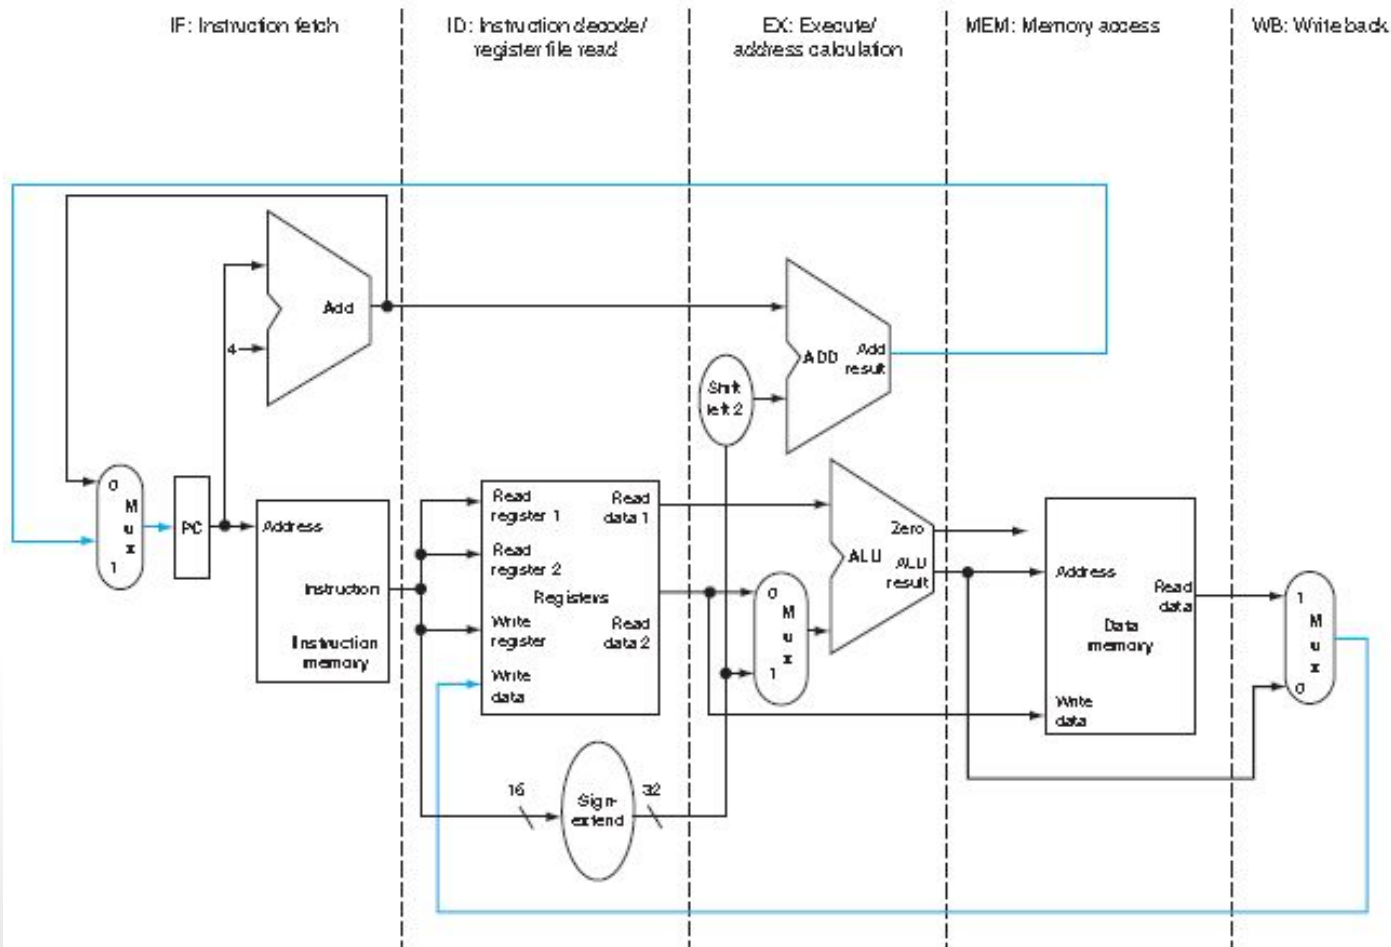 IF: Instruction fetch
ID: Instruction decode/
register file read
EX: Execute/
address calculation
MEM: Memory access
WB: Write back
Add
4
ADD
Add
result
Shift
left 2
0
M
u
x
1
PC
Address
Instruction
Instruction
memory
Read
register 1
Read
data 1
Read
register 2
Registers
Write
register
Read
data 2
Write
data
0
M
u
x
1
Zero
ALU
ALU
result
Address
Read
data
Data
memory
Write
data
1
M
u
x
0
16
Sign-
extend
32